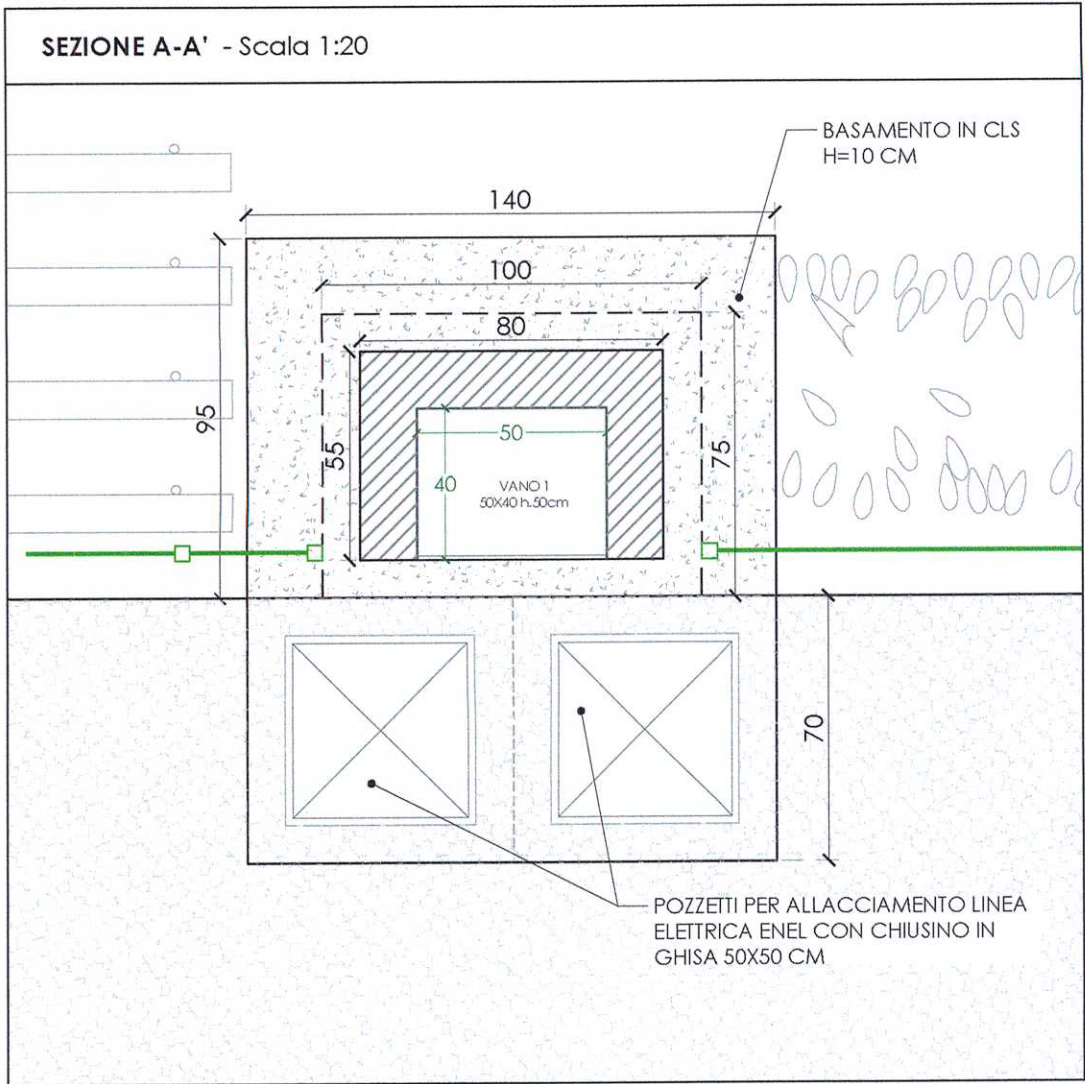 SEZIONE A-A' - Scala 1:20
BASAMENTO IN CLS
H=10 CM
140
100
80
95
55
50
40
75
VANO 1
50X40 h.50cm
70
POZZETTI PER ALLACCIAMENTO LINEA
ELETTRICA ENEL CON CHIUSINO IN
GHISA 50X50 CM